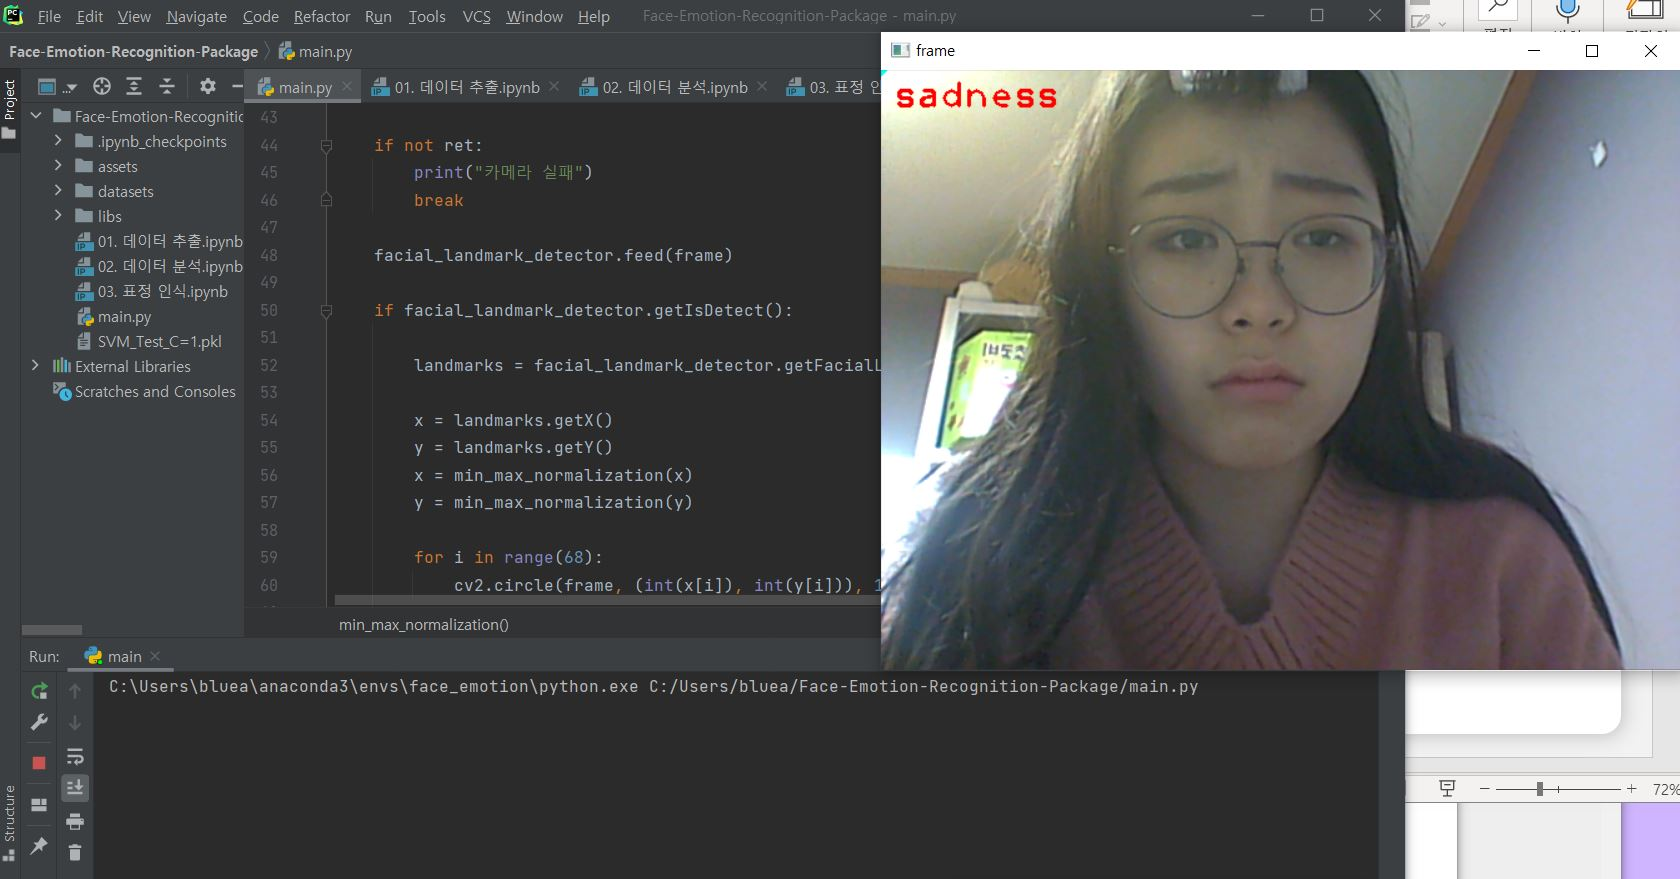 File Edit View Navigate Code Refactor Run Tools VCS Window Help Face-Emotion-Recognition-Package - main.py
Face-Emotion-Recognition-Package main.py
Project
main.py 01. 데이터 추출.ipynb 02. 데이터 분석.ipynb 03. 표정 인
Face-Emotion-Recognitic
.ipynb_checkpoints
assets
datasets
libs
01. 데이터 추출.ipynb
02. 데이터 분석.ipynb
03. 표정 인식.ipynb
main.py
SVM_Test_C=1.pkl
External Libraries
Scratches and Consoles
43
44 if not ret:
45 print("카메라 실패")
46 break
47
48 facial_landmark_detector.feed(frame)
49
50 if facial_landmark_detector.getIsDetect():
51
52 landmarks = facial_landmark_detector.getFacialL
53
54 x = landmarks.getX()
55 y = landmarks.getY()
56 x = min_max_normalization(x)
57 y = min_max_normalization(y)
58
59 for i in range(68):
60 cv2.circle(frame, (int(x[i]), int(y[i])), 1
min_max_normalization()
frame
sadness
Run: main
C:\Users\bluea\anaconda3\envs\face_emotion\python.exe C:/Users/bluea/Face-Emotion-Recognition-Package/main.py
Structure
72%